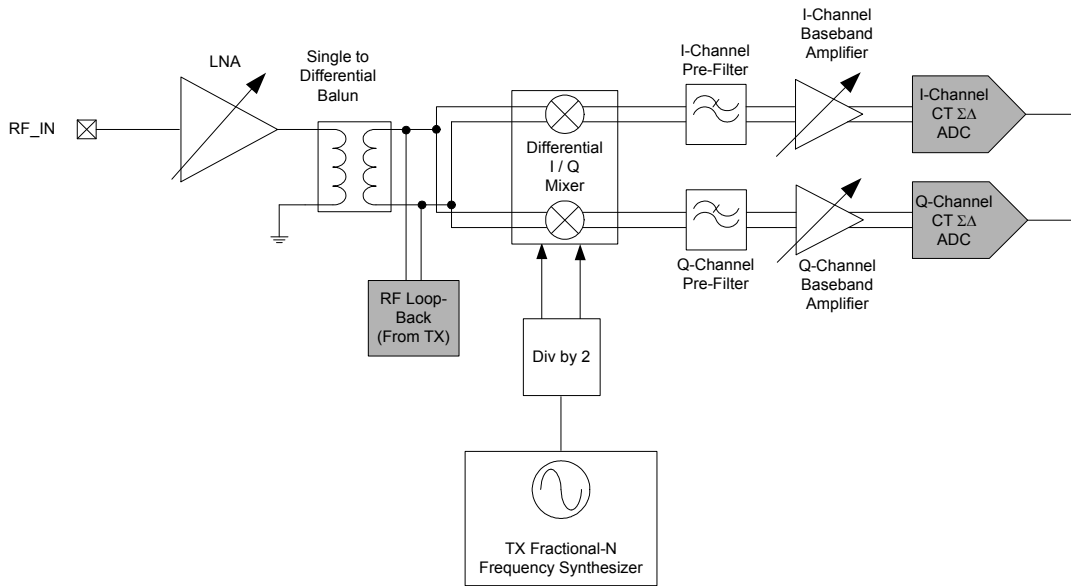 I-Channel
Baseband
Amplifier
LNA
Single to
Differential
Balun
I-Channel
Pre-Filter
RF_IN
I-Channel
CT ΣΔ
ADC
Differential
I / Q
Mixer
Q-Channel
CT ΣΔ
ADC
Q-Channel
Pre-Filter
Q-Channel
Baseband
Amplifier
RF Loop-
Back
(From TX)
Div by 2
TX Fractional-N
Frequency Synthesizer